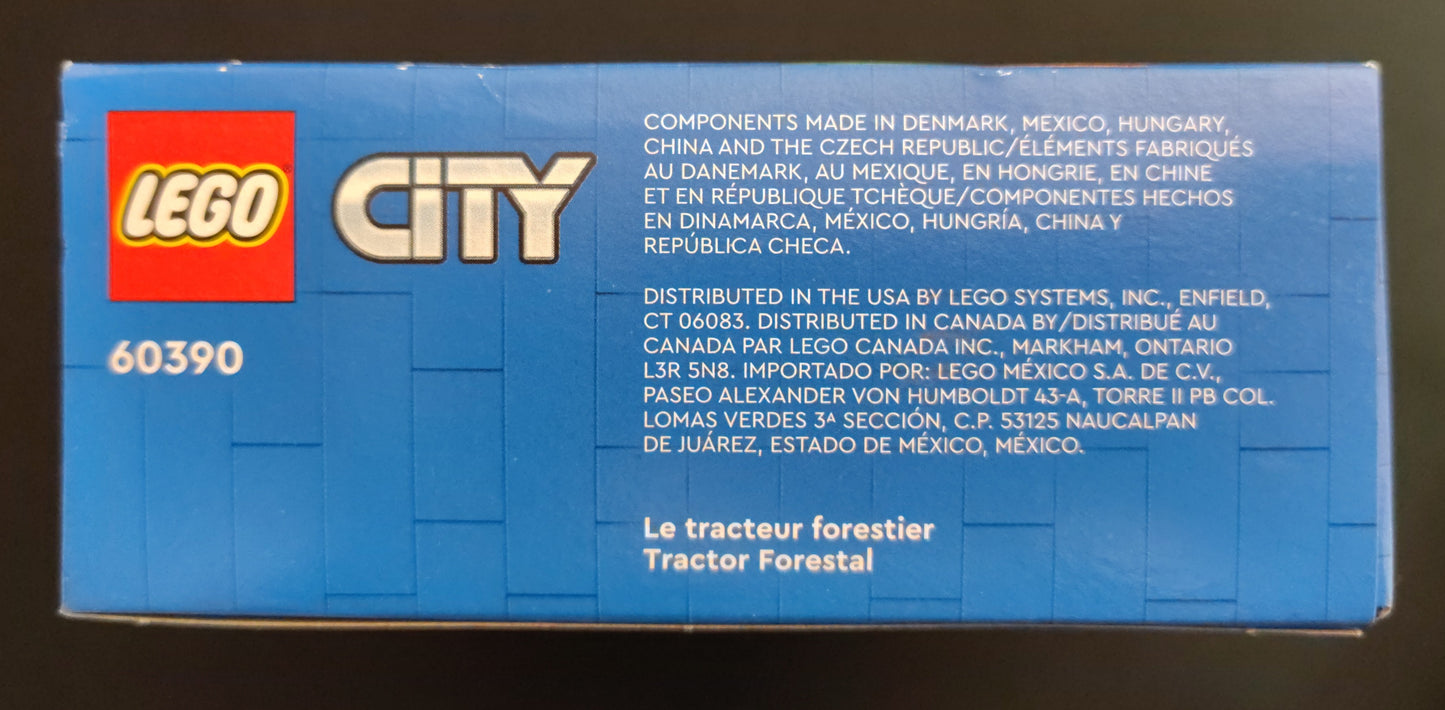 LEGO
CITY
60390
COMPONENTS MADE IN DENMARK, MEXICO, HUNGARY,
CHINA AND THE CZECH REPUBLIC/ÉLÉMENTS FABRIQUÉS
AU DANEMARK, AU MEXIQUE, EN HONGRIE, EN CHINE
ET EN RÉPUBLIQUE TCHÈQUE/COMPONENTES HECHOS
EN DINAMARCA, MÉXICO, HUNGRÍA, CHINA Y
REPÚBLICA CHECA.
DISTRIBUTED IN THE USA BY LEGO SYSTEMS, INC., ENFIELD,
CT 06083. DISTRIBUTED IN CANADA BY/DISTRIBUÉ AU
CANADA PAR LEGO CANADA INC., MARKHAM, ONTARIO
L3R 5N8. IMPORTADO POR: LEGO MÉXICO S.A. DE C.V.,
PASEO ALEXANDER VON HUMBOLDT 43-A, TORRE II PB COL.
LOMAS VERDES 3ᴬ SECCIÓN, C.P. 53125 NAUCALPAN
DE JUÁREZ, ESTADO DE MÉXICO, MÉXICO.
Le tracteur forestier
Tractor Forestal